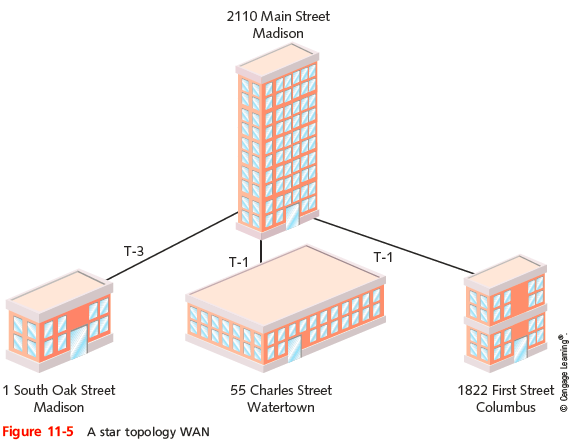 2110 Main Street
Madison
T-3
T-1
T-1
1 South Oak Street
Madison
55 Charles Street
Watertown
1822 First Street
Columbus
© Cengage Learning®.
Figure 11-5 A star topology WAN